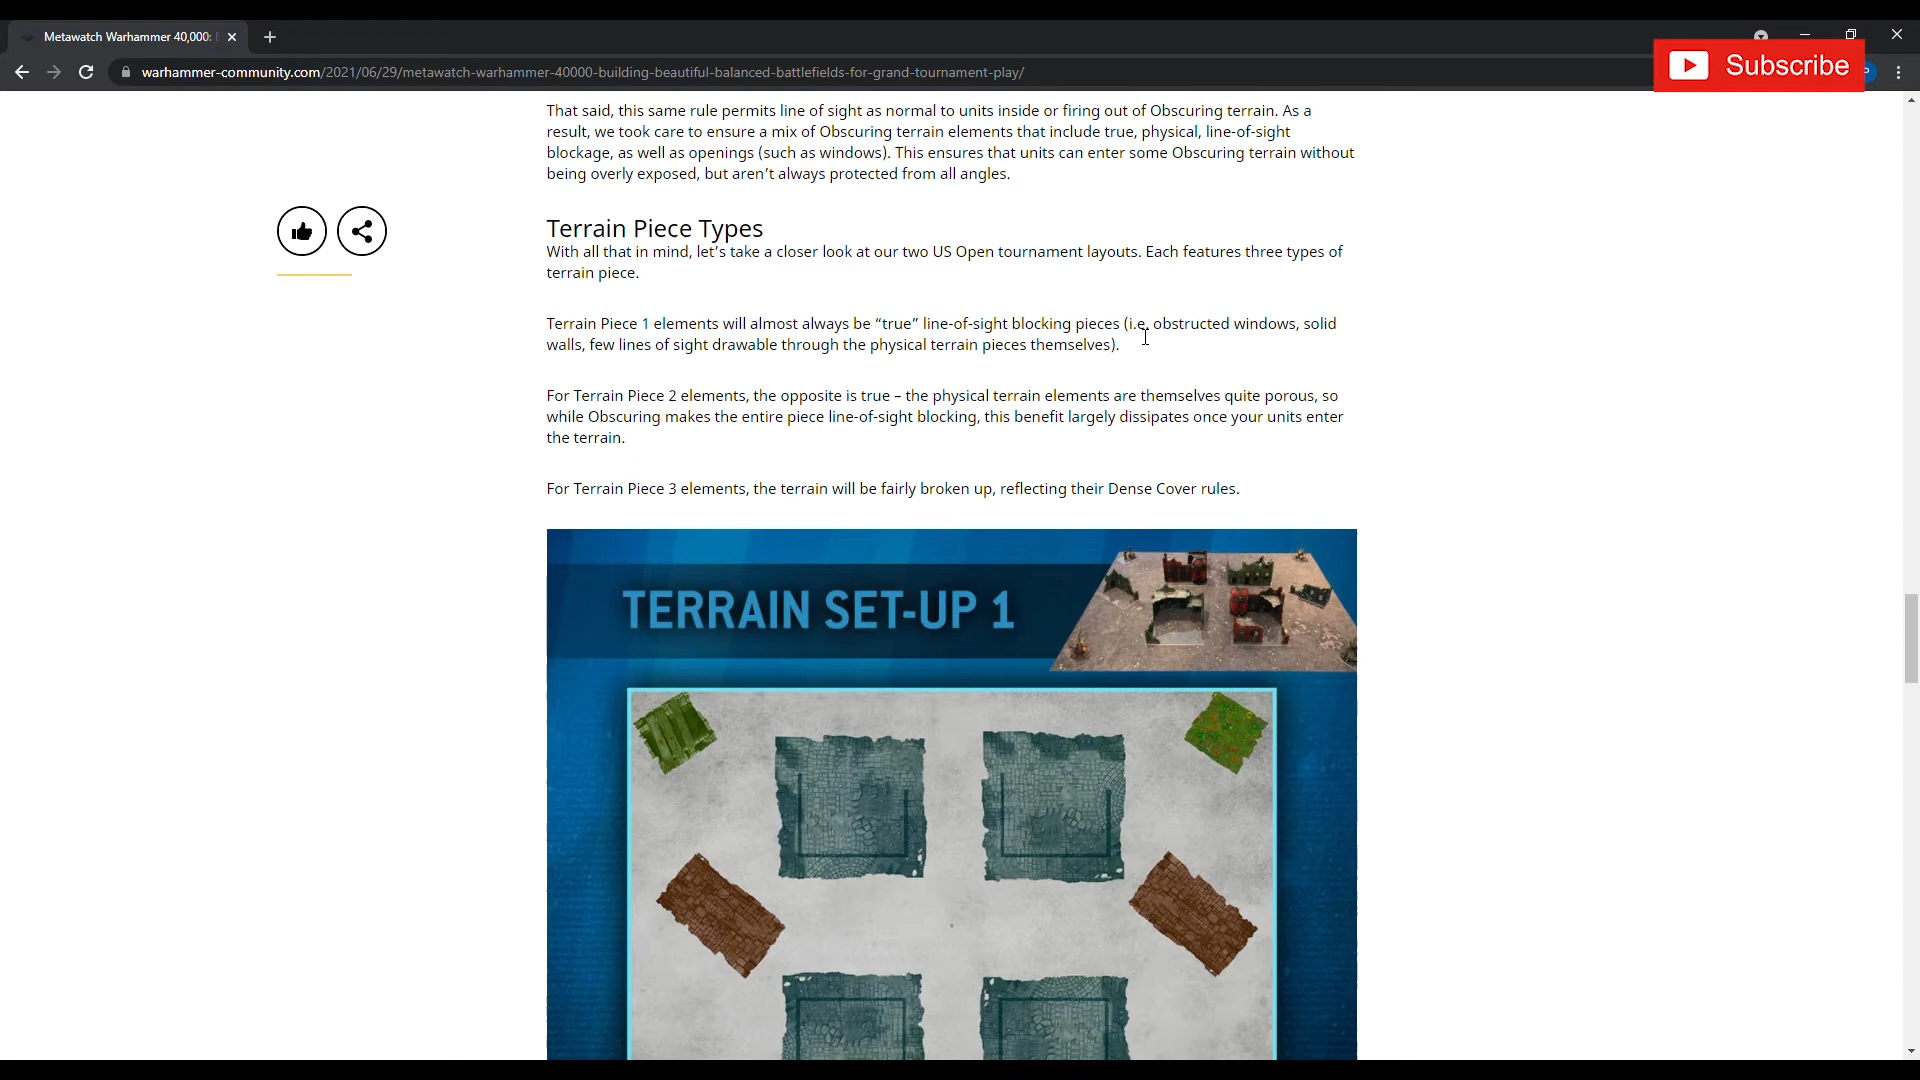 Metawatch Warhammer 40,000:
Subscribe
warhammer-community.com/2021/06/29/metawatch-warhammer-40000-building-beautiful-balanced-battlefields-for-grand-tournament-play/
That said, this same rule permits line of sight as normal to units inside or firing out of Obscuring terrain. As a
result, we took care to ensure a mix of Obscuring terrain elements that include true, physical, line-of-sight
blockage, as well as openings (such as windows). This ensures that units can enter some Obscuring terrain without
being overly exposed, but aren’t always protected from all angles.
Terrain Piece Types
With all that in mind, let’s take a closer look at our two US Open tournament layouts. Each features three types of
terrain piece.
Terrain Piece 1 elements will almost always be “true” line-of-sight blocking pieces (i.e. obstructed windows, solid
walls, few lines of sight drawable through the physical terrain pieces themselves).
For Terrain Piece 2 elements, the opposite is true – the physical terrain elements are themselves quite porous, so
while Obscuring makes the entire piece line-of-sight blocking, this benefit largely dissipates once your units enter
the terrain.
For Terrain Piece 3 elements, the terrain will be fairly broken up, reflecting their Dense Cover rules.
TERRAIN SET-UP 1